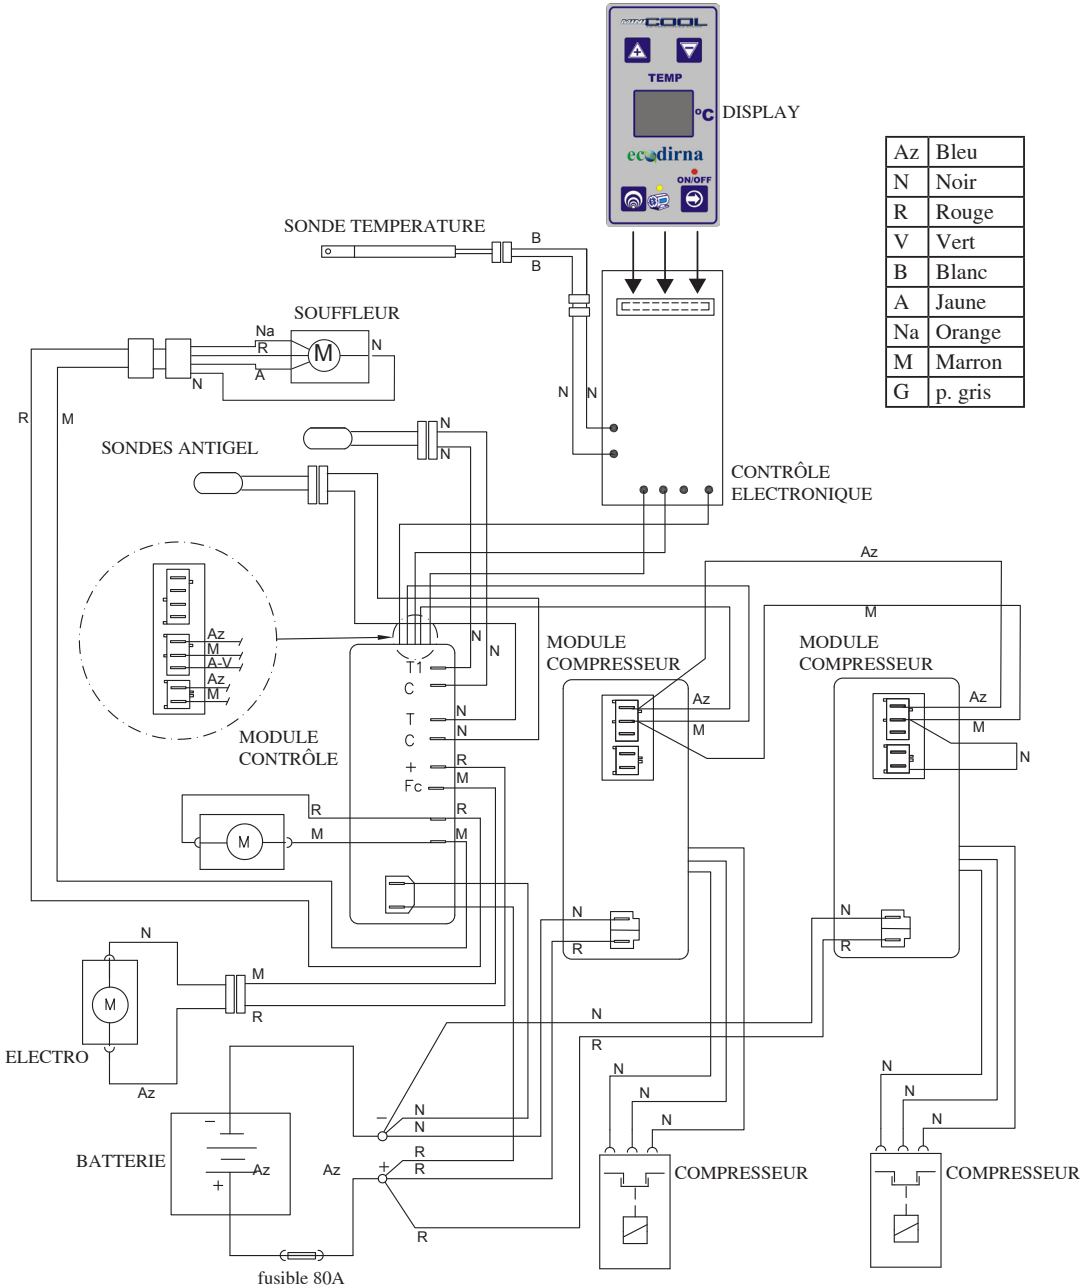 MINI COOL
TEMP
°C
DISPLAY
ecodirna
ON/OFF
Az Bleu
N Noir
R Rouge
V Vert
B Blanc
A Jaune
Na Orange
M Marron
G p. gris
SONDE TEMPERATURE
B
B
SOUFFLEUR
Na
R
M
N
A
N
N
N
R
M
SONDES ANTIGEL
N
N
CONTRÔLE
ELECTRONIQUE
Az
M
Az
M
A-V
Az
M
N
N
MODULE
COMPRESSEUR
MODULE
COMPRESSEUR
T1
C
T
N
C
N
+
R
Fc
M
R
M
MODULE
CONTRÔLE
Az
M
Az
M
N
R
M
M
N
R
N
R
N
M
M
R
ELECTRO
Az
N
R
N
N
N
N
N
N
–
N
N
R
R
+
R
BATTERIE
–
Az
+
Az
COMPRESSEUR
COMPRESSEUR
fusible 80A